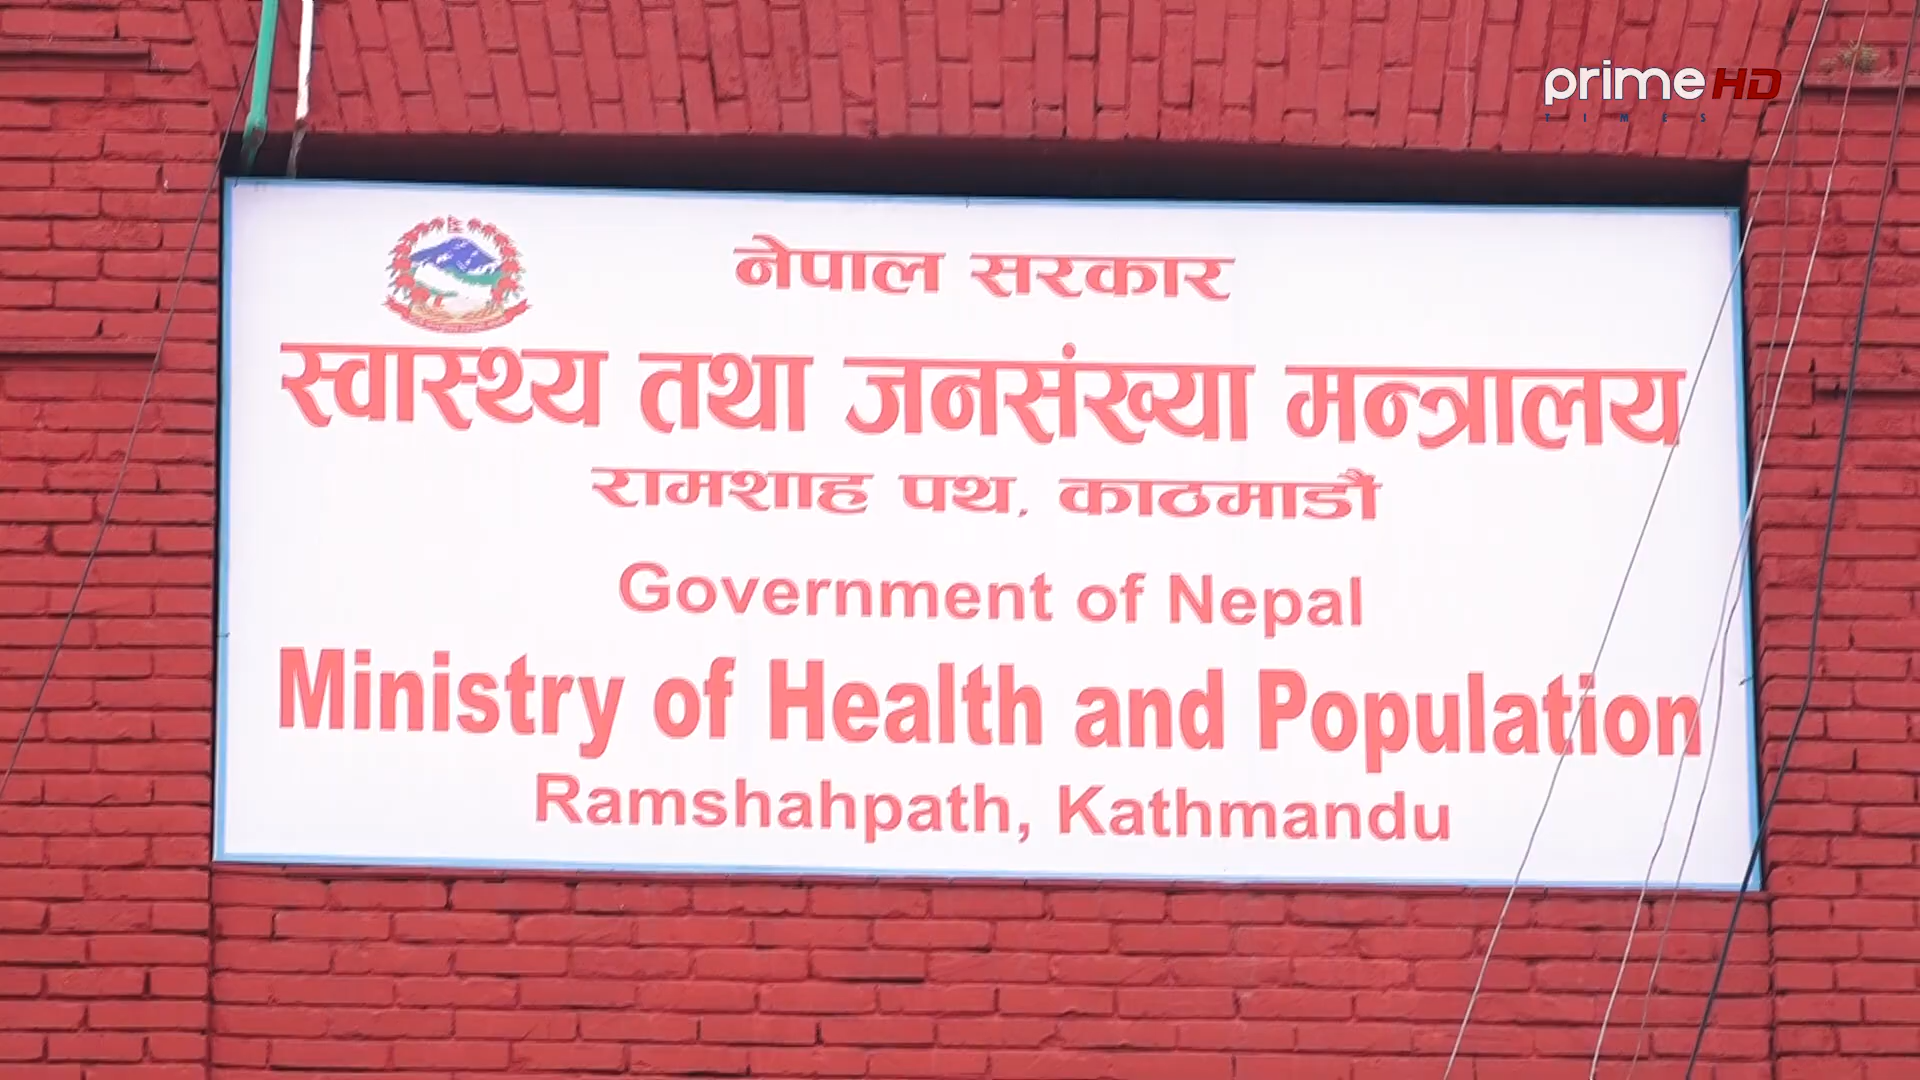 prime HD
TIMES
नेपाल सरकार
स्वास्थ्य तथा जनसंख्या मन्त्रालय
रामशाह पथ, काठमाडौं
Government of Nepal
Ministry of Health and Population
Ramshahpath, Kathmandu